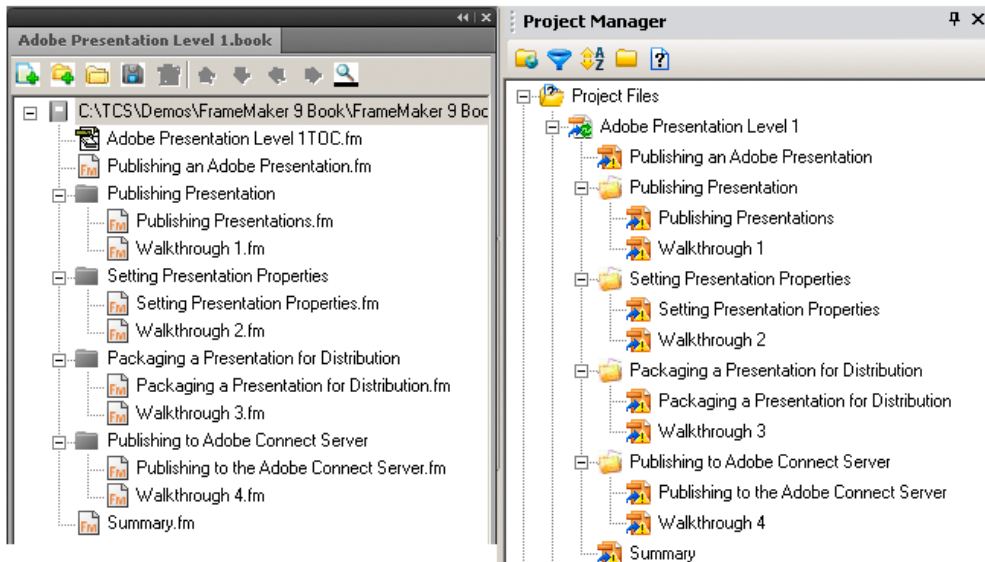 Adobe Presentation Level 1.book
C:\TCS\Demos\FrameMaker 9 Book\FrameMaker 9 Boc
Adobe Presentation Level 1TOC.fm
Publishing an Adobe Presentation.fm
Publishing Presentation
Publishing Presentations.fm
Walkthrough 1.fm
Setting Presentation Properties
Setting Presentation Properties.fm
Walkthrough 2.fm
Packaging a Presentation for Distribution
Packaging a Presentation for Distribution.fm
Walkthrough 3.fm
Publishing to Adobe Connect Server
Publishing to the Adobe Connect Server.fm
Walkthrough 4.fm
Summary.fm
Project Manager
Project Files
Adobe Presentation Level 1
Publishing an Adobe Presentation
Publishing Presentation
Publishing Presentations
Walkthrough 1
Setting Presentation Properties
Setting Presentation Properties
Walkthrough 2
Packaging a Presentation for Distribution
Packaging a Presentation for Distribution
Walkthrough 3
Publishing to Adobe Connect Server
Publishing to the Adobe Connect Server
Walkthrough 4
Summary